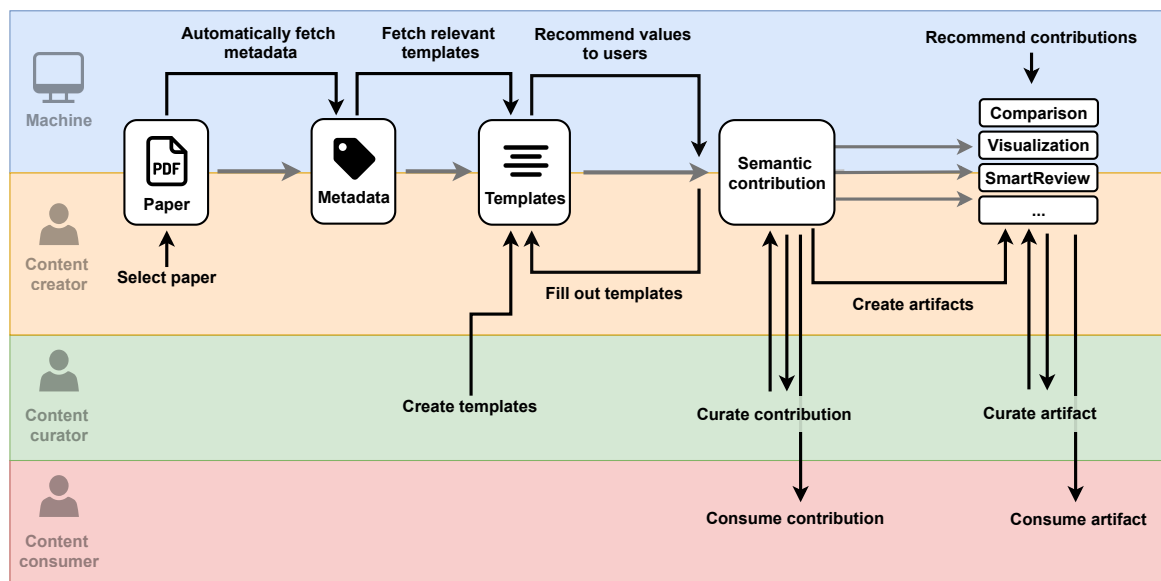 Automatically fetch
metadata
Fetch relevant
templates
Recommend values
to users
Recommend contributions
Machine
PDF
Paper
Metadata
Templates
Semantic
contribution
Comparison
Visualization
SmartReview
...
Content
creator
Select paper
Fill out templates
Create artifacts
Content
curator
Create templates
Curate contribution
Curate artifact
Content
consumer
Consume contribution
Consume artifact